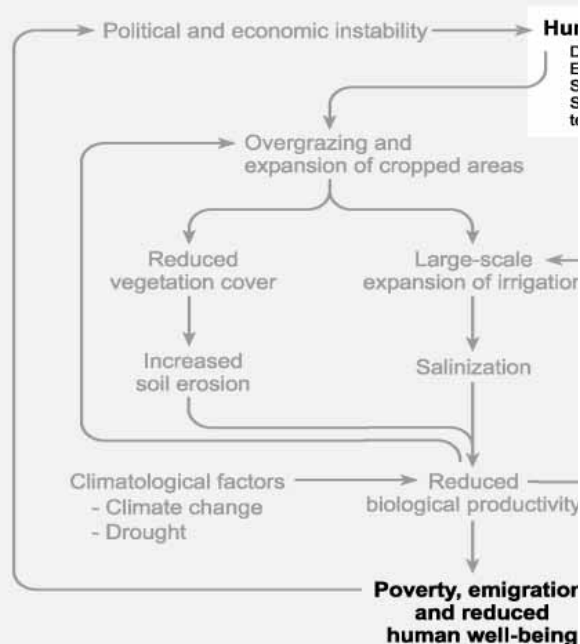 Political and economic instability
Overgrazing and
expansion of cropped areas
Reduced
vegetation cover
Large-scale
expansion of irrigation
Increased
soil erosion
Salinization
Climatological factors
- Climate change
- Drought
Reduced
biological productivity
Poverty, emigration
and reduced
human well-being